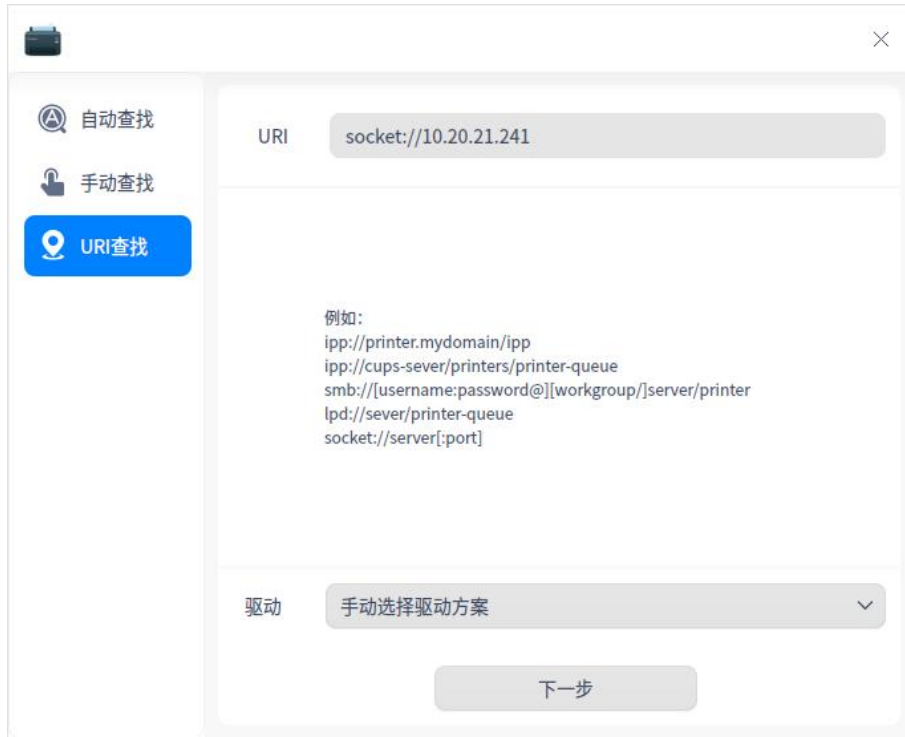 自动查找
手动查找
URI查找
URI
socket://10.20.21.241
例如：
ipp://printer.mydomain/ipp
ipp://cups-sever/printers/printer-queue
smb://[username:password@][workgroup/]server/printer
lpd://sever/printer-queue
socket://server[:port]
驱动
手动选择驱动方案
下一步